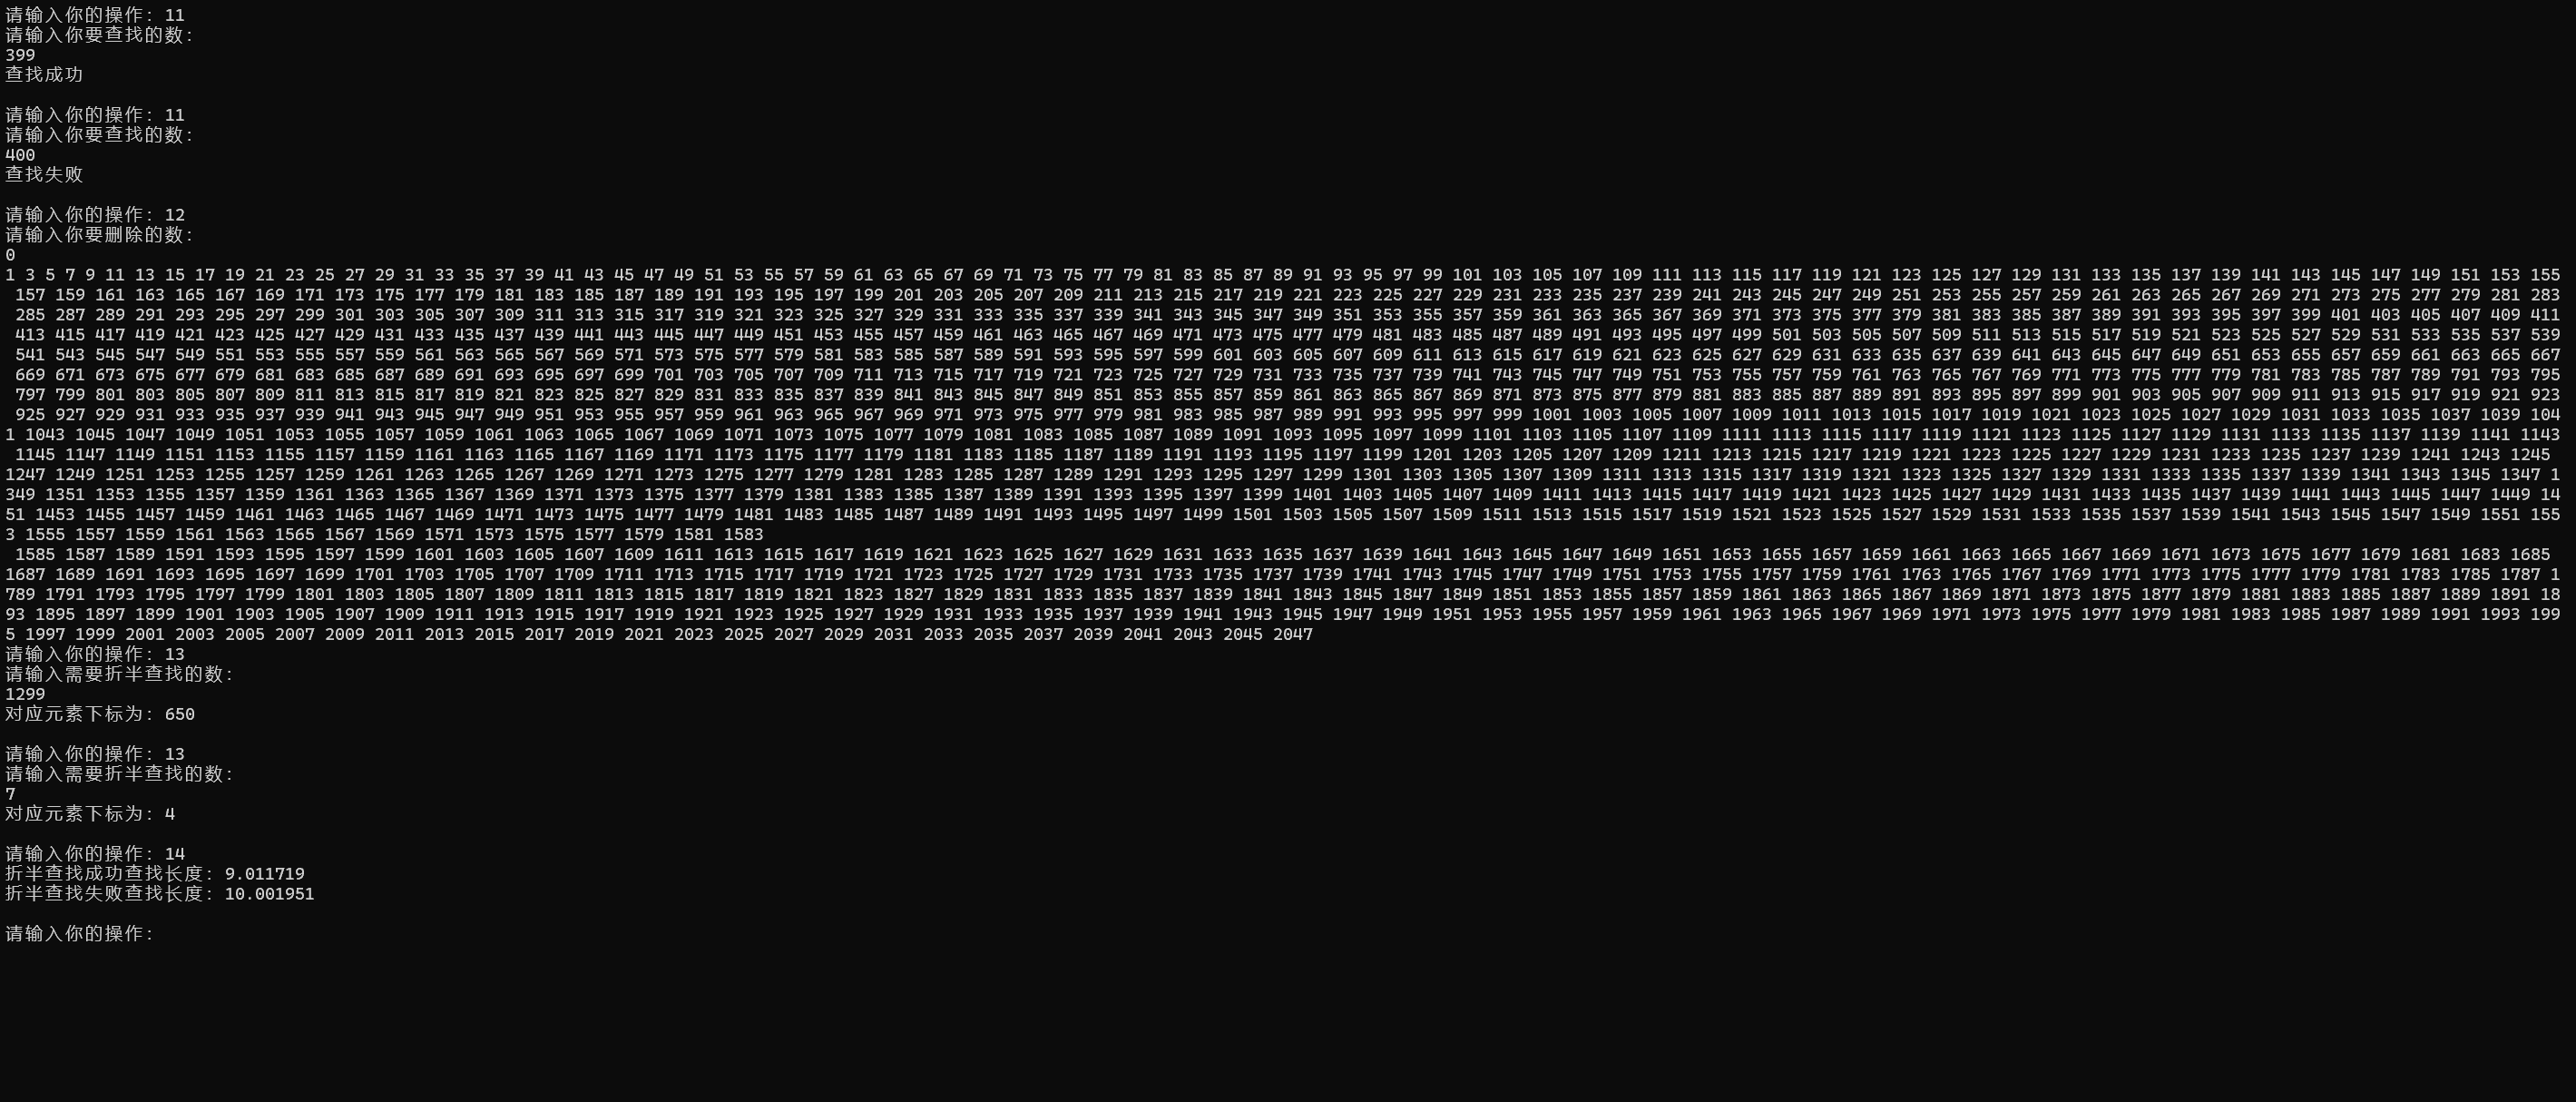 请输入你的操作: 11
请输入你要查找的数:
399
查找成功
请输入你的操作: 11
请输入你要查找的数:
400
查找失败
请输入你的操作: 12
请输入你要删除的数:
0
1 3 5 7 9 11 13 15 17 19 21 23 25 27 29 31 33 35 37 39 41 43 45 47 49 51 53 55 57 59 61 63 65 67 69 71 73 75 77 79 81 83 85 87 89 91 93 95 97 99 101 103 105 107 109 111 113 115 117 119 121 123 125 127 129 131 133 135 137 139 141 143 145 147 149 151 153 155
157 159 161 163 165 167 169 171 173 175 177 179 181 183 185 187 189 191 193 195 197 199 201 203 205 207 209 211 213 215 217 219 221 223 225 227 229 231 233 235 237 239 241 243 245 247 249 251 253 255 257 259 261 263 265 267 269 271 273 275 277 279 281 283
285 287 289 291 293 295 297 299 301 303 305 307 309 311 313 315 317 319 321 323 325 327 329 331 333 335 337 339 341 343 345 347 349 351 353 355 357 359 361 363 365 367 369 371 373 375 377 379 381 383 385 387 389 391 393 395 397 399 401 403 405 407 409 411
413 415 417 419 421 423 425 427 429 431 433 435 437 439 441 443 445 447 449 451 453 455 457 459 461 463 465 467 469 471 473 475 477 479 481 483 485 487 489 491 493 495 497 499 501 503 505 507 509 511 513 515 517 519 521 523 525 527 529 531 533 535 537 539
541 543 545 547 549 551 553 555 557 559 561 563 565 567 569 571 573 575 577 579 581 583 585 587 589 591 593 595 597 599 601 603 605 607 609 611 613 615 617 619 621 623 625 627 629 631 633 635 637 639 641 643 645 647 649 651 653 655 657 659 661 663 665 667
669 671 673 675 677 679 681 683 685 687 689 691 693 695 697 699 701 703 705 707 709 711 713 715 717 719 721 723 725 727 729 731 733 735 737 739 741 743 745 747 749 751 753 755 757 759 761 763 765 767 769 771 773 775 777 779 781 783 785 787 789 791 793 795
797 799 801 803 805 807 809 811 813 815 817 819 821 823 825 827 829 831 833 835 837 839 841 843 845 847 849 851 853 855 857 859 861 863 865 867 869 871 873 875 877 879 881 883 885 887 889 891 893 895 897 899 901 903 905 907 909 911 913 915 917 919 921 923
925 927 929 931 933 935 937 939 941 943 945 947 949 951 953 955 957 959 961 963 965 967 969 971 973 975 977 979 981 983 985 987 989 991 993 995 997 999 1001 1003 1005 1007 1009 1011 1013 1015 1017 1019 1021 1023 1025 1027 1029 1031 1033 1035 1037 1039 104
1 1043 1045 1047 1049 1051 1053 1055 1057 1059 1061 1063 1065 1067 1069 1071 1073 1075 1077 1079 1081 1083 1085 1087 1089 1091 1093 1095 1097 1099 1101 1103 1105 1107 1109 1111 1113 1115 1117 1119 1121 1123 1125 1127 1129 1131 1133 1135 1137 1139 1141 1143
1145 1147 1149 1151 1153 1155 1157 1159 1161 1163 1165 1167 1169 1171 1173 1175 1177 1179 1181 1183 1185 1187 1189 1191 1193 1195 1197 1199 1201 1203 1205 1207 1209 1211 1213 1215 1217 1219 1221 1223 1225 1227 1229 1231 1233 1235 1237 1239 1241 1243 1245
1247 1249 1251 1253 1255 1257 1259 1261 1263 1265 1267 1269 1271 1273 1275 1277 1279 1281 1283 1285 1287 1289 1291 1293 1295 1297 1299 1301 1303 1305 1307 1309 1311 1313 1315 1317 1319 1321 1323 1325 1327 1329 1331 1333 1335 1337 1339 1341 1343 1345 1347 1
349 1351 1353 1355 1357 1359 1361 1363 1365 1367 1369 1371 1373 1375 1377 1379 1381 1383 1385 1387 1389 1391 1393 1395 1397 1399 1401 1403 1405 1407 1409 1411 1413 1415 1417 1419 1421 1423 1425 1427 1429 1431 1433 1435 1437 1439 1441 1443 1445 1447 1449 14
51 1453 1455 1457 1459 1461 1463 1465 1467 1469 1471 1473 1475 1477 1479 1481 1483 1485 1487 1489 1491 1493 1495 1497 1499 1501 1503 1505 1507 1509 1511 1513 1515 1517 1519 1521 1523 1525 1527 1529 1531 1533 1535 1537 1539 1541 1543 1545 1547 1549 1551 155
3 1555 1557 1559 1561 1563 1565 1567 1569 1571 1573 1575 1577 1579 1581 1583
1585 1587 1589 1591 1593 1595 1597 1599 1601 1603 1605 1607 1609 1611 1613 1615 1617 1619 1621 1623 1625 1627 1629 1631 1633 1635 1637 1639 1641 1643 1645 1647 1649 1651 1653 1655 1657 1659 1661 1663 1665 1667 1669 1671 1673 1675 1677 1679 1681 1683 1685
1687 1689 1691 1693 1695 1697 1699 1701 1703 1705 1707 1709 1711 1713 1715 1717 1719 1721 1723 1725 1727 1729 1731 1733 1735 1737 1739 1741 1743 1745 1747 1749 1751 1753 1755 1757 1759 1761 1763 1765 1767 1769 1771 1773 1775 1777 1779 1781 1783 1785 1787 1
789 1791 1793 1795 1797 1799 1801 1803 1805 1807 1809 1811 1813 1815 1817 1819 1821 1823 1825 1827 1829 1831 1833 1835 1837 1839 1841 1843 1845 1847 1849 1851 1853 1855 1857 1859 1861 1863 1865 1867 1869 1871 1873 1875 1877 1879 1881 1883 1885 1887 1889 1891 18
93 1895 1897 1899 1901 1903 1905 1907 1909 1911 1913 1915 1917 1919 1921 1923 1925 1927 1929 1931 1933 1935 1937 1939 1941 1943 1945 1947 1949 1951 1953 1955 1957 1959 1961 1963 1965 1967 1969 1971 1973 1975 1977 1979 1981 1983 1985 1987 1989 1991 1993 199
5 1997 1999 2001 2003 2005 2007 2009 2011 2013 2015 2017 2019 2021 2023 2025 2027 2029 2031 2033 2035 2037 2039 2041 2043 2045 2047
请输入你的操作: 13
请输入需要折半查找的数:
1299
对应元素下标为: 650
请输入你的操作: 13
请输入需要折半查找的数:
7
对应元素下标为: 4
请输入你的操作: 14
折半查找成功查找长度: 9.011719
折半查找失败查找长度: 10.001951
请输入你的操作: